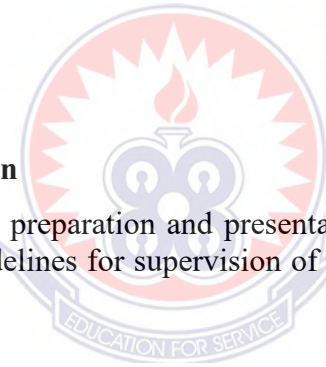 n
preparation and presenta
delines for supervision of
EDUCATION FOR SERVICE